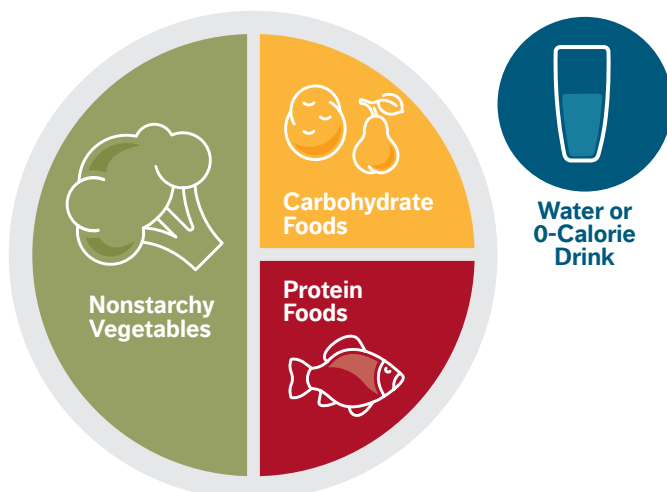 Nonstarchy
Vegetables
Carbohydrate
Foods
Protein
Foods
Water or
0-Calorie
Drink